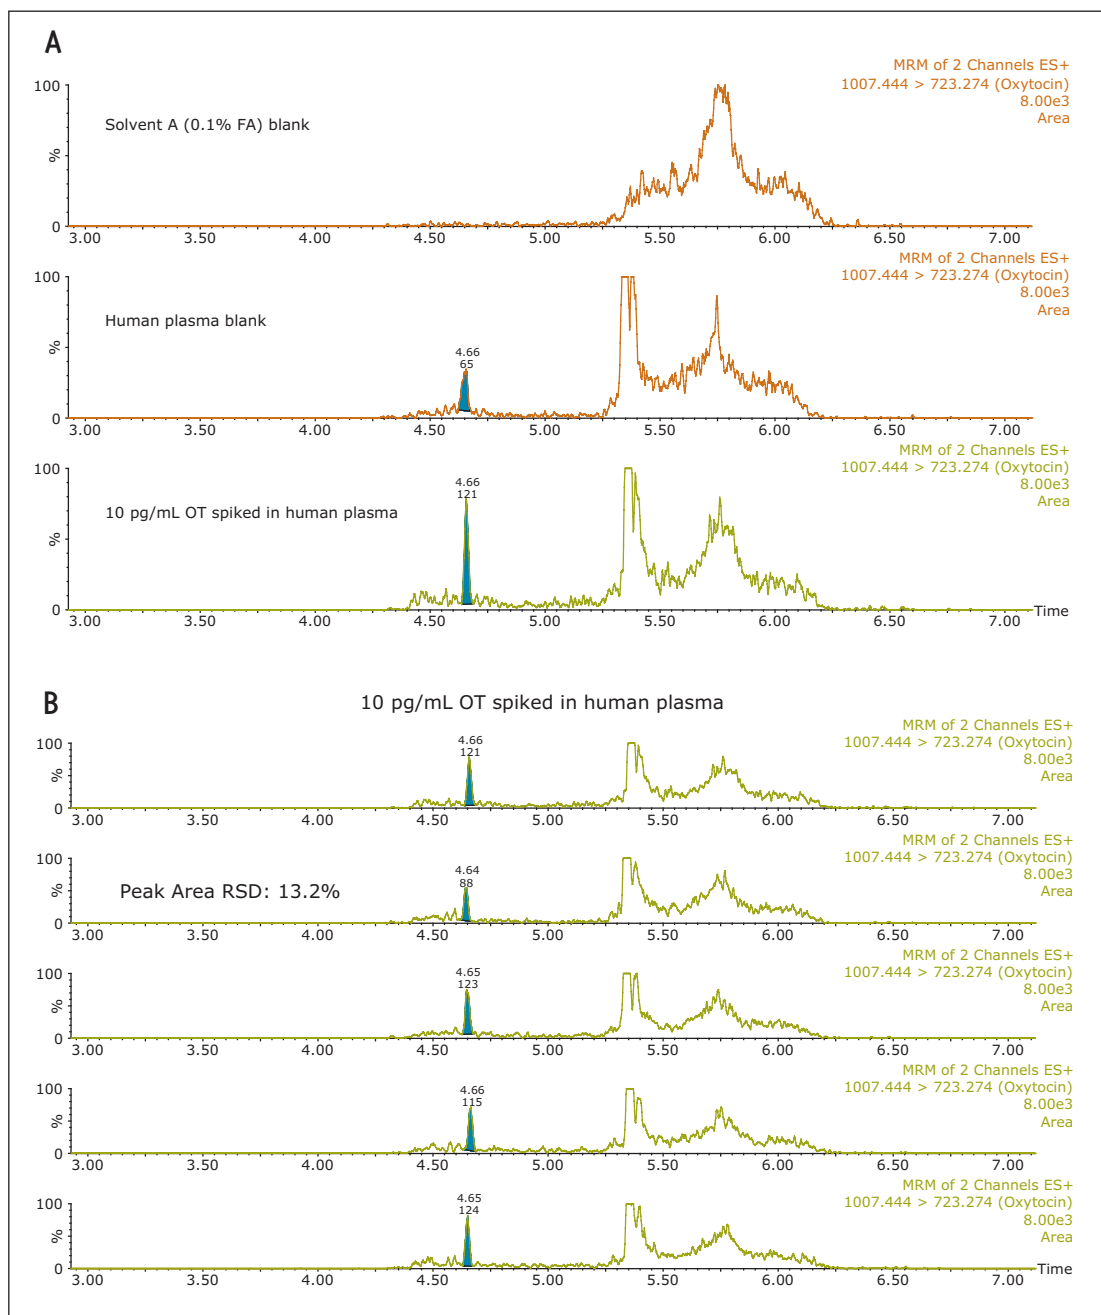 A
MRM of 2 Channels ES+
1007.444 > 723.274 (Oxytocin)
8.00e3
Area
Solvent A (0.1% FA) blank
100
%
0
3.00 3.50 4.00 4.50 5.00 5.50 6.00 6.50 7.00
MRM of 2 Channels ES+
1007.444 > 723.274 (Oxytocin)
8.00e3
Area
Human plasma blank
100
%
0
4.66
65
3.00 3.50 4.00 4.50 5.00 5.50 6.00 6.50 7.00
MRM of 2 Channels ES+
1007.444 > 723.274 (Oxytocin)
8.00e3
Area
10 pg/mL OT spiked in human plasma
100
%
0
4.66
121
Time
3.00 3.50 4.00 4.50 5.00 5.50 6.00 6.50 7.00
B
10 pg/mL OT spiked in human plasma
MRM of 2 Channels ES+
1007.444 > 723.274 (Oxytocin)
8.00e3
Area
100
%
0
4.66
121
3.00 3.50 4.00 4.50 5.00 5.50 6.00 6.50 7.00
MRM of 2 Channels ES+
1007.444 > 723.274 (Oxytocin)
8.00e3
Area
Peak Area RSD: 13.2%
100
%
0
4.64
88
3.00 3.50 4.00 4.50 5.00 5.50 6.00 6.50 7.00
MRM of 2 Channels ES+
1007.444 > 723.274 (Oxytocin)
8.00e3
Area
100
%
0
4.65
123
3.00 3.50 4.00 4.50 5.00 5.50 6.00 6.50 7.00
MRM of 2 Channels ES+
1007.444 > 723.274 (Oxytocin)
8.00e3
Area
100
%
0
4.66
115
3.00 3.50 4.00 4.50 5.00 5.50 6.00 6.50 7.00
MRM of 2 Channels ES+
1007.444 > 723.274 (Oxytocin)
8.00e3
Area
100
%
0
4.65
124
Time
3.00 3.50 4.00 4.50 5.00 5.50 6.00 6.50 7.00